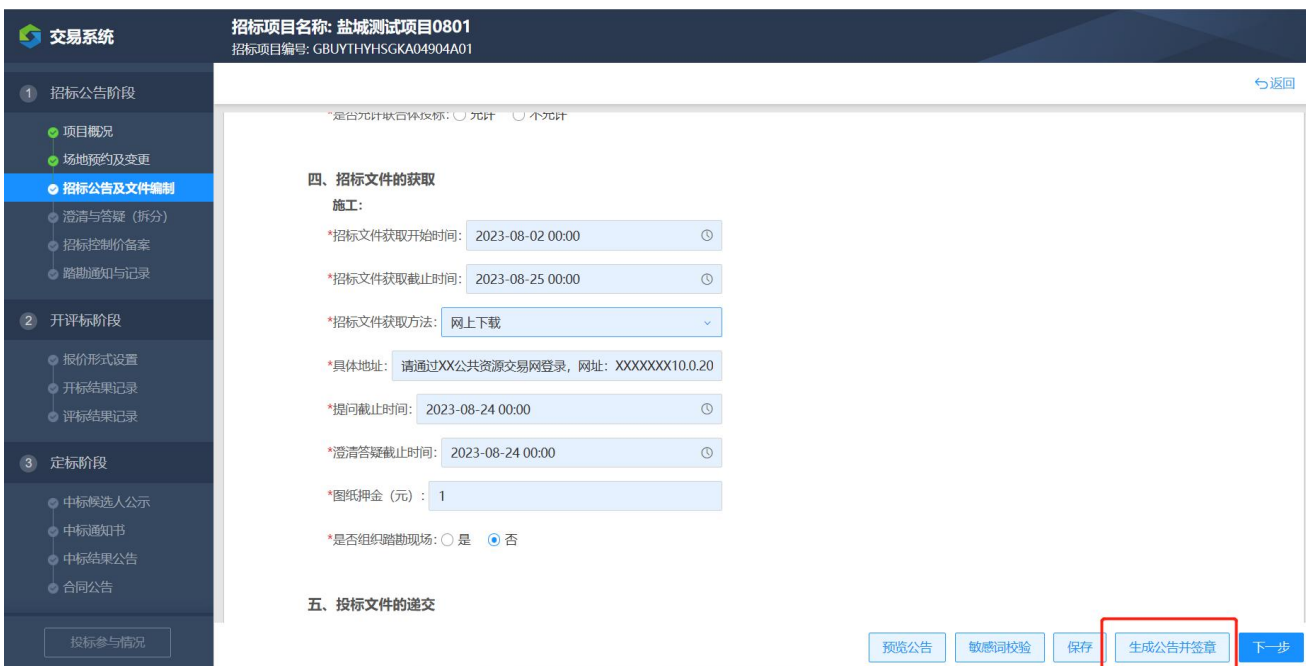 交易系统
招标项目名称: 盐城测试项目0801
招标项目编号: GBUYTHYHSGKA04904A01
返回
1 招标公告阶段
项目概况
场地预约及变更
招标公告及文件编制
澄清与答疑（拆分）
招标控制价备案
踏勘通知与记录
2 开评标阶段
报价形式设置
开标结果记录
评标结果记录
3 定标阶段
中标候选人公示
中标通知书
中标结果公告
合同公告
投标参与情况
*是否允许联合体投标: 允许 不允许
四、招标文件的获取
施工：
*招标文件获取开始时间: 2023-08-02 00:00
*招标文件获取截止时间: 2023-08-25 00:00
*招标文件获取方法: 网上下载
*具体地址: 请通过XX公共资源交易网登录，网址：XXXXXXX10.0.20
*提问截止时间: 2023-08-24 00:00
*澄清答疑截止时间: 2023-08-24 00:00
*图纸押金（元）: 1
*是否组织踏勘现场: 是 否
五、投标文件的递交
预览公告 敏感词校验 保存 生成公告并签章 下一步